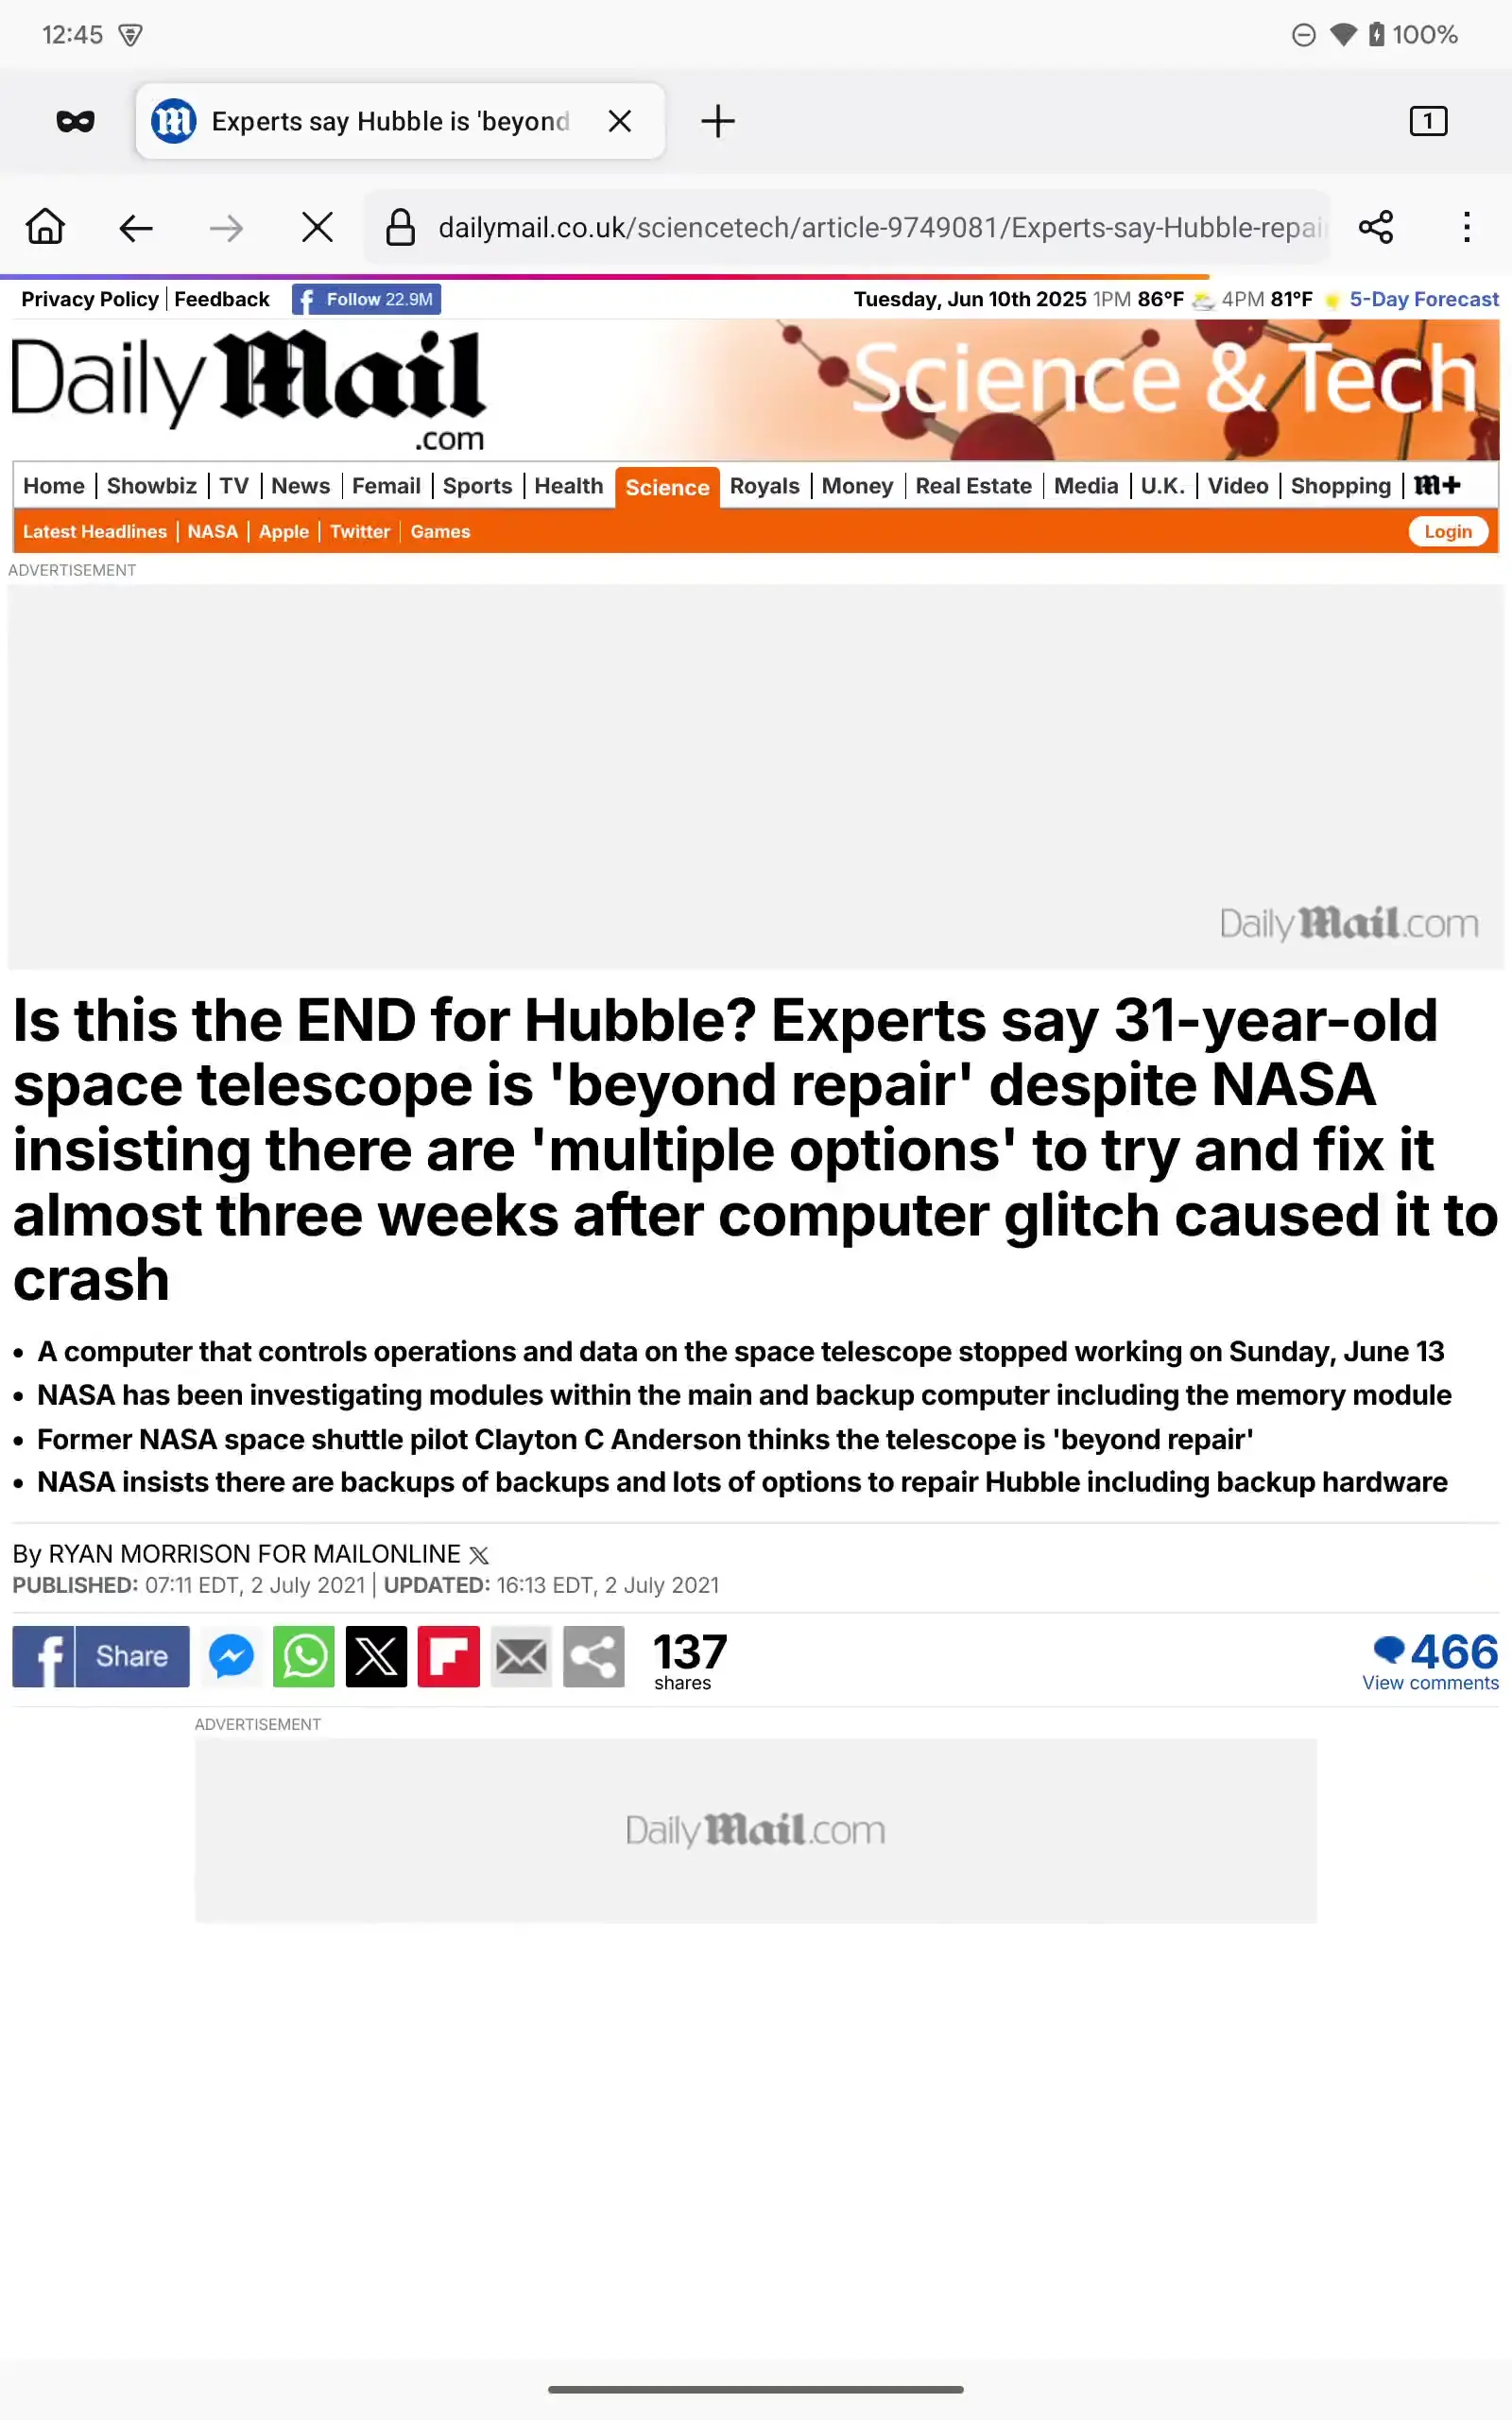 12:45 100%
Experts say Hubble is 'beyond 1
dailymail.co.uk/sciencetech/article-9749081/Experts-say-Hubble-repai
Privacy Policy Feedback f Follow 22.9M Tuesday, Jun 10th 2025 1PM 86°F 4PM 81°F 5-Day Forecast
Daily Mail Science & Tech
.com
Home Showbiz TV News Femail Sports Health Science Royals Money Real Estate Media U.K. Video Shopping m+
Latest Headlines NASA Apple Twitter Games Login
ADVERTISEMENT
Daily Mail.com
Is this the END for Hubble? Experts say 31-year-old
space telescope is 'beyond repair' despite NASA
insisting there are 'multiple options' to try and fix it
almost three weeks after computer glitch caused it to
crash
• A computer that controls operations and data on the space telescope stopped working on Sunday, June 13
• NASA has been investigating modules within the main and backup computer including the memory module
• Former NASA space shuttle pilot Clayton C Anderson thinks the telescope is 'beyond repair'
• NASA insists there are backups of backups and lots of options to repair Hubble including backup hardware
By RYAN MORRISON FOR MAILONLINE X
PUBLISHED: 07:11 EDT, 2 July 2021 | UPDATED: 16:13 EDT, 2 July 2021
f Share 137 466
shares View comments
ADVERTISEMENT
Daily Mail.com